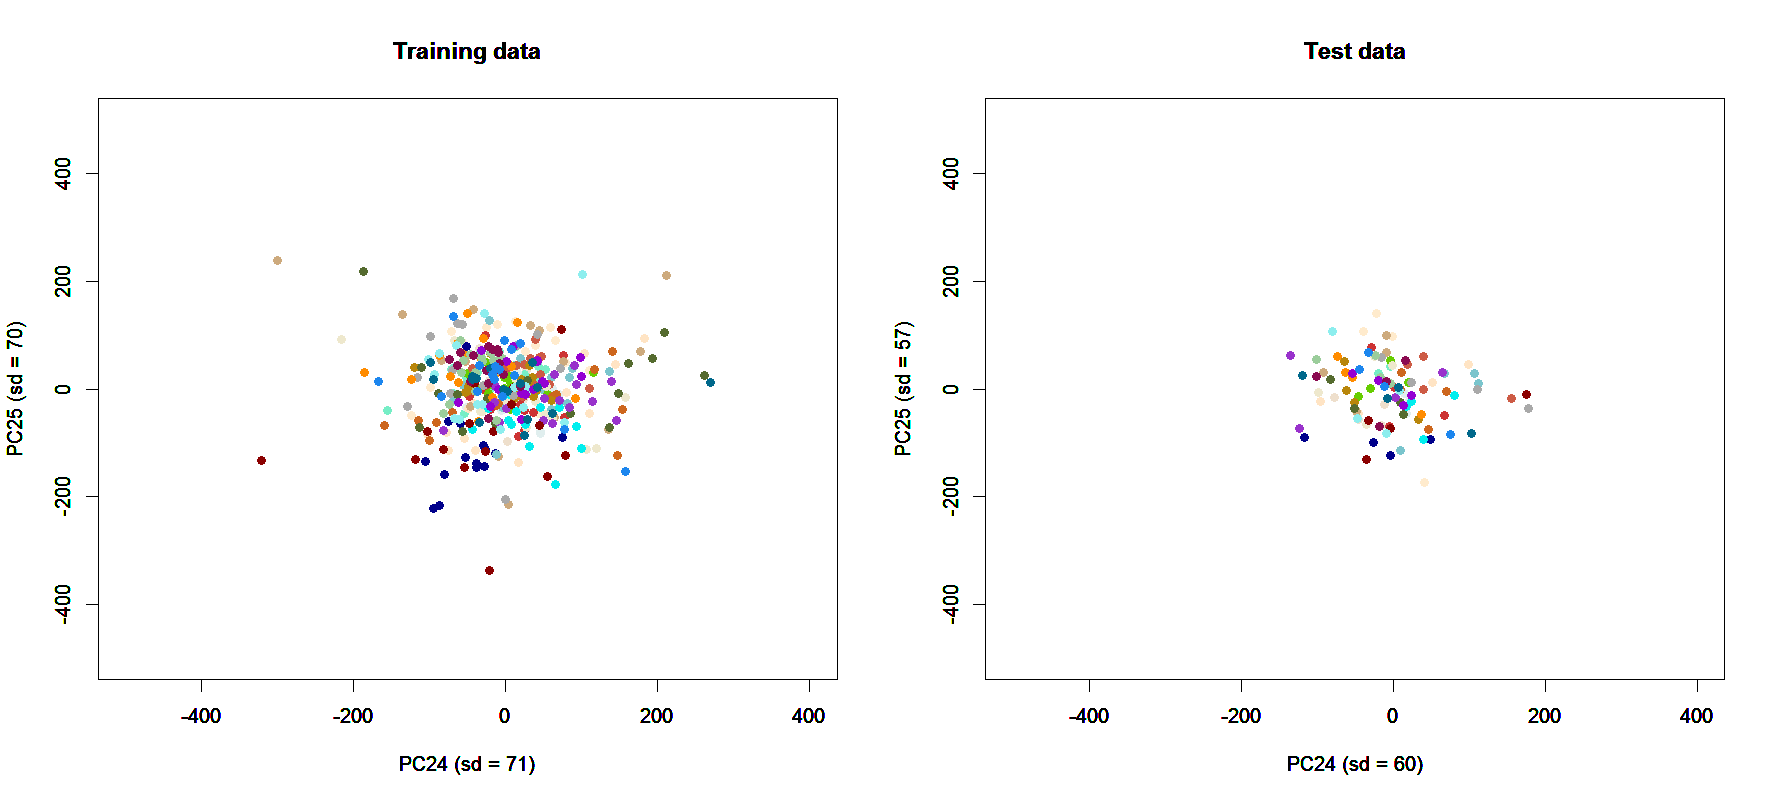 Training data
400
200
0
-200
-400
PC25 (sd = 70)
-400 -200 0 200 400
PC24 (sd = 71)
Test data
400
200
0
-200
-400
PC25 (sd = 57)
-400 -200 0 200 400
PC24 (sd = 60)